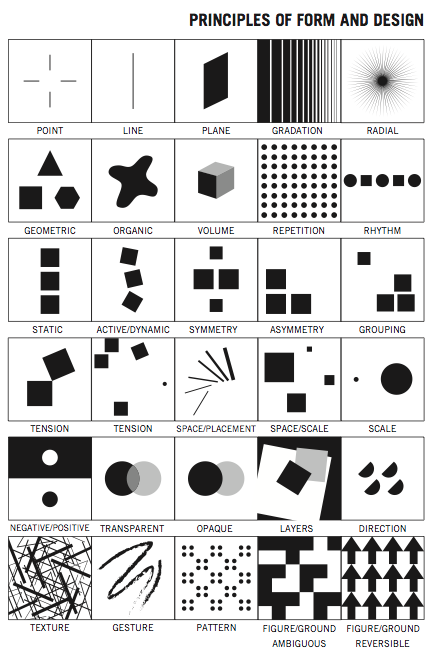 PRINCIPLES OF FORM AND DESIGN
POINT
LINE
PLANE
GRADATION
RADIAL
GEOMETRIC
ORGANIC
VOLUME
REPETITION
RHYTHM
STATIC
ACTIVE/DYNAMIC
SYMMETRY
ASYMMETRY
GROUPING
TENSION
TENSION
SPACE/PLACEMENT
SPACE/SCALE
SCALE
NEGATIVE/POSITIVE
TRANSPARENT
OPAQUE
LAYERS
DIRECTION
TEXTURE
GESTURE
PATTERN
FIGURE/GROUND
AMBIGUOUS
FIGURE/GROUND
REVERSIBLE